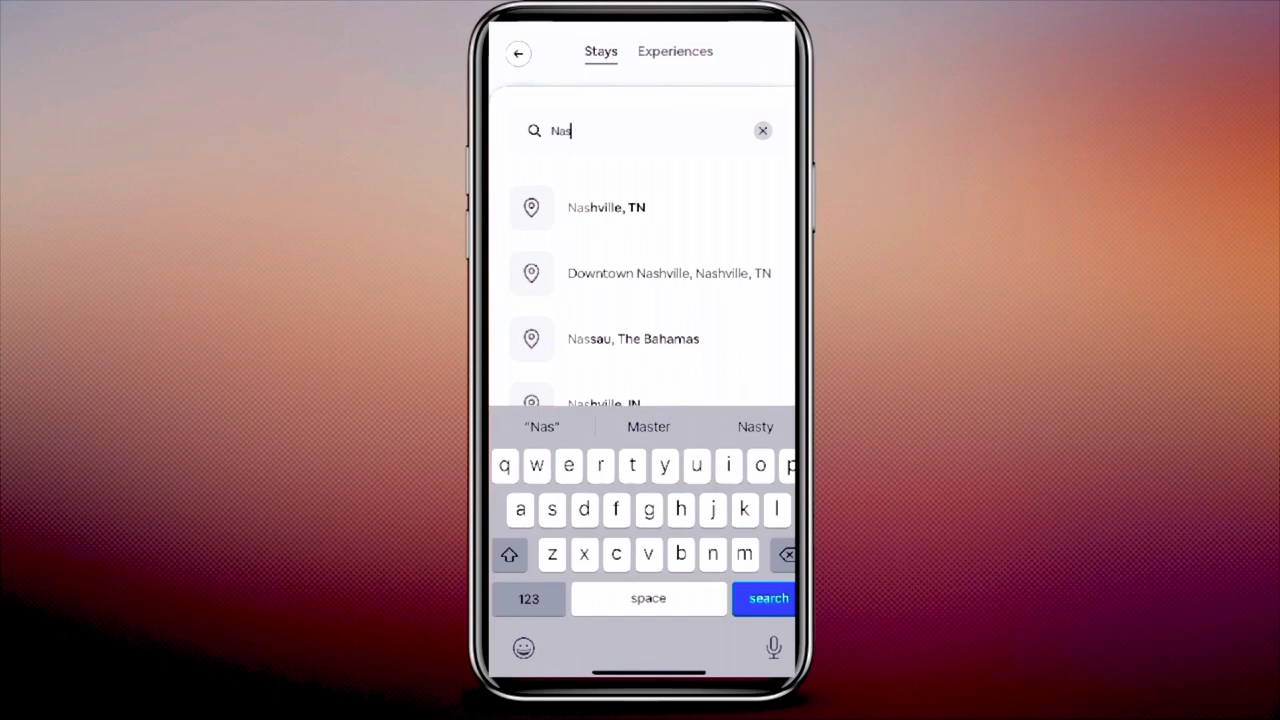 Stays Experiences
Nas
Nashville, TN
Downtown Nashville, Nashville, TN
Nassau, The Bahamas
Nashville, IN
“Nas” Master Nasty
q w e r t y u i o p
a s d f g h j k l
z x c v b n m
123 space search